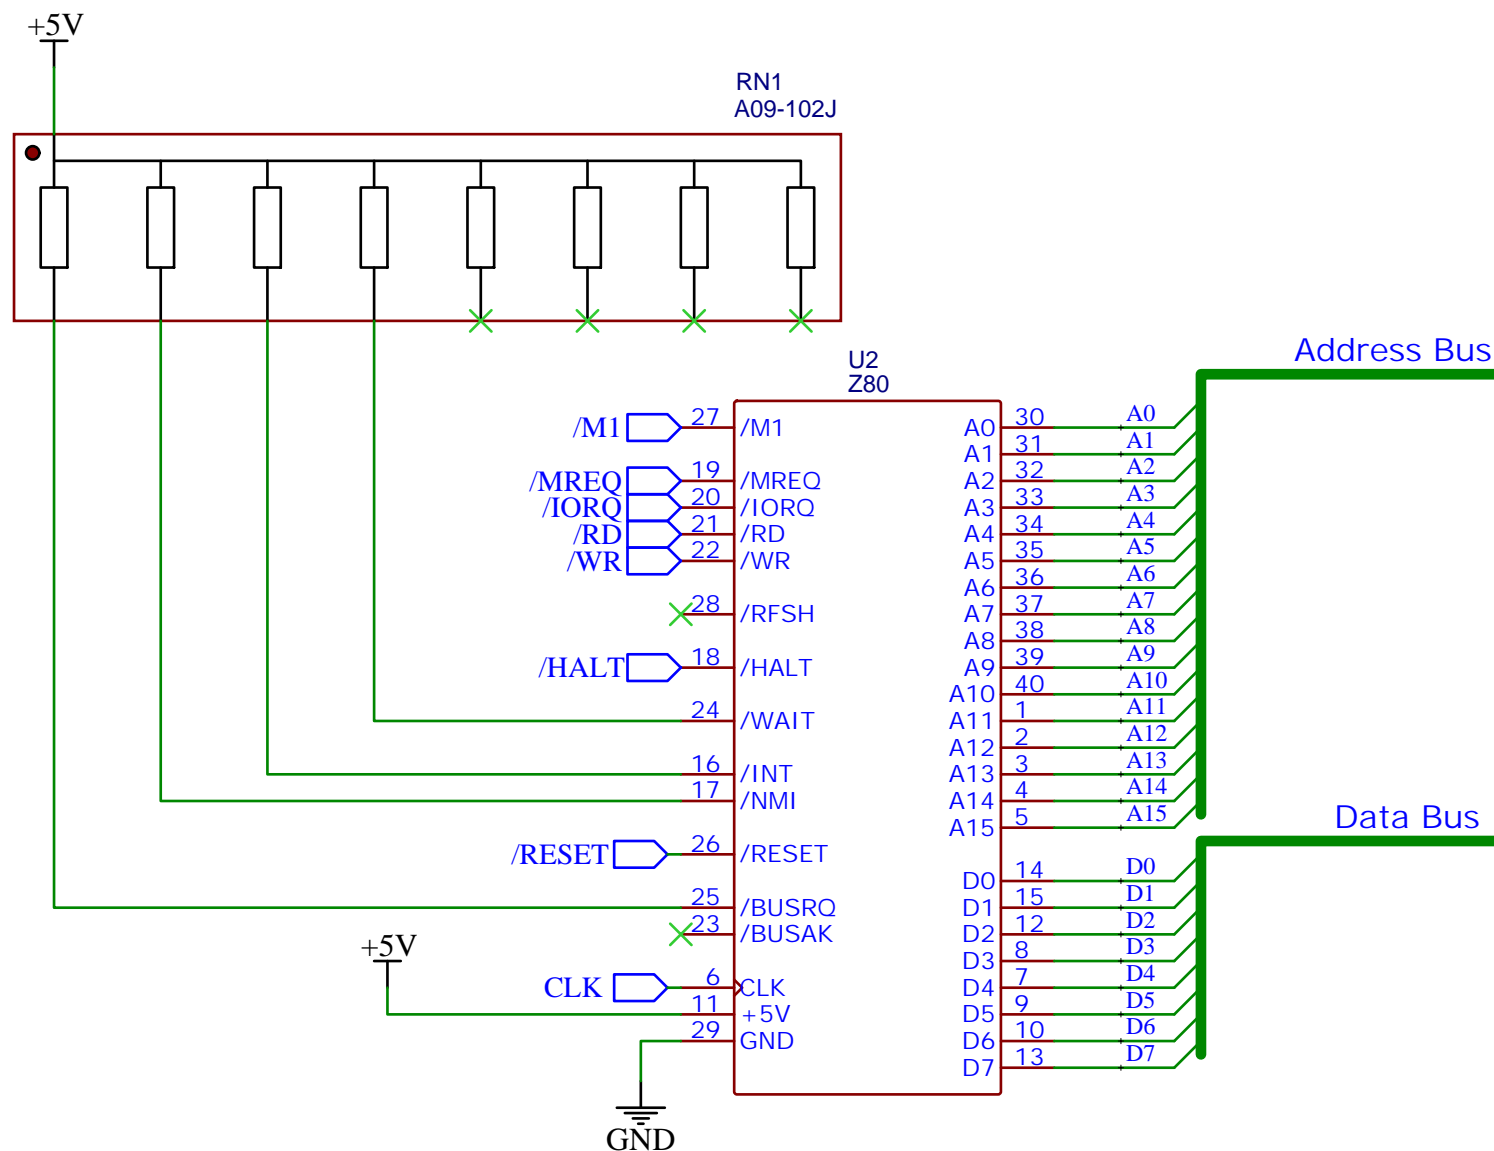 +5V
RN1
A09-102J
Address Bus
U2
Z80
/M1 27 /M1
/MREQ 19 /MREQ
/IORQ 20 /IORQ
/RD 21 /RD
/WR 22 /WR
28 /RFSH
/HALT 18 /HALT
24 /WAIT
16 /INT
17 /NMI
/RESET 26 /RESET
25 /BUSRQ
23 /BUSAK
+5V
CLK 6 CLK
11 +5V
29 GND
GND
A0 30 A0
A1 31 A1
A2 32 A2
A3 33 A3
A4 34 A4
A5 35 A5
A6 36 A6
A7 37 A7
A8 38 A8
A9 39 A9
A10 40 A10
A11 1 A11
A12 2 A12
A13 3 A13
A14 4 A14
A15 5 A15
Data Bus
D0 14 D0
D1 15 D1
D2 12 D2
D3 8 D3
D4 7 D4
D5 9 D5
D6 10 D6
D7 13 D7